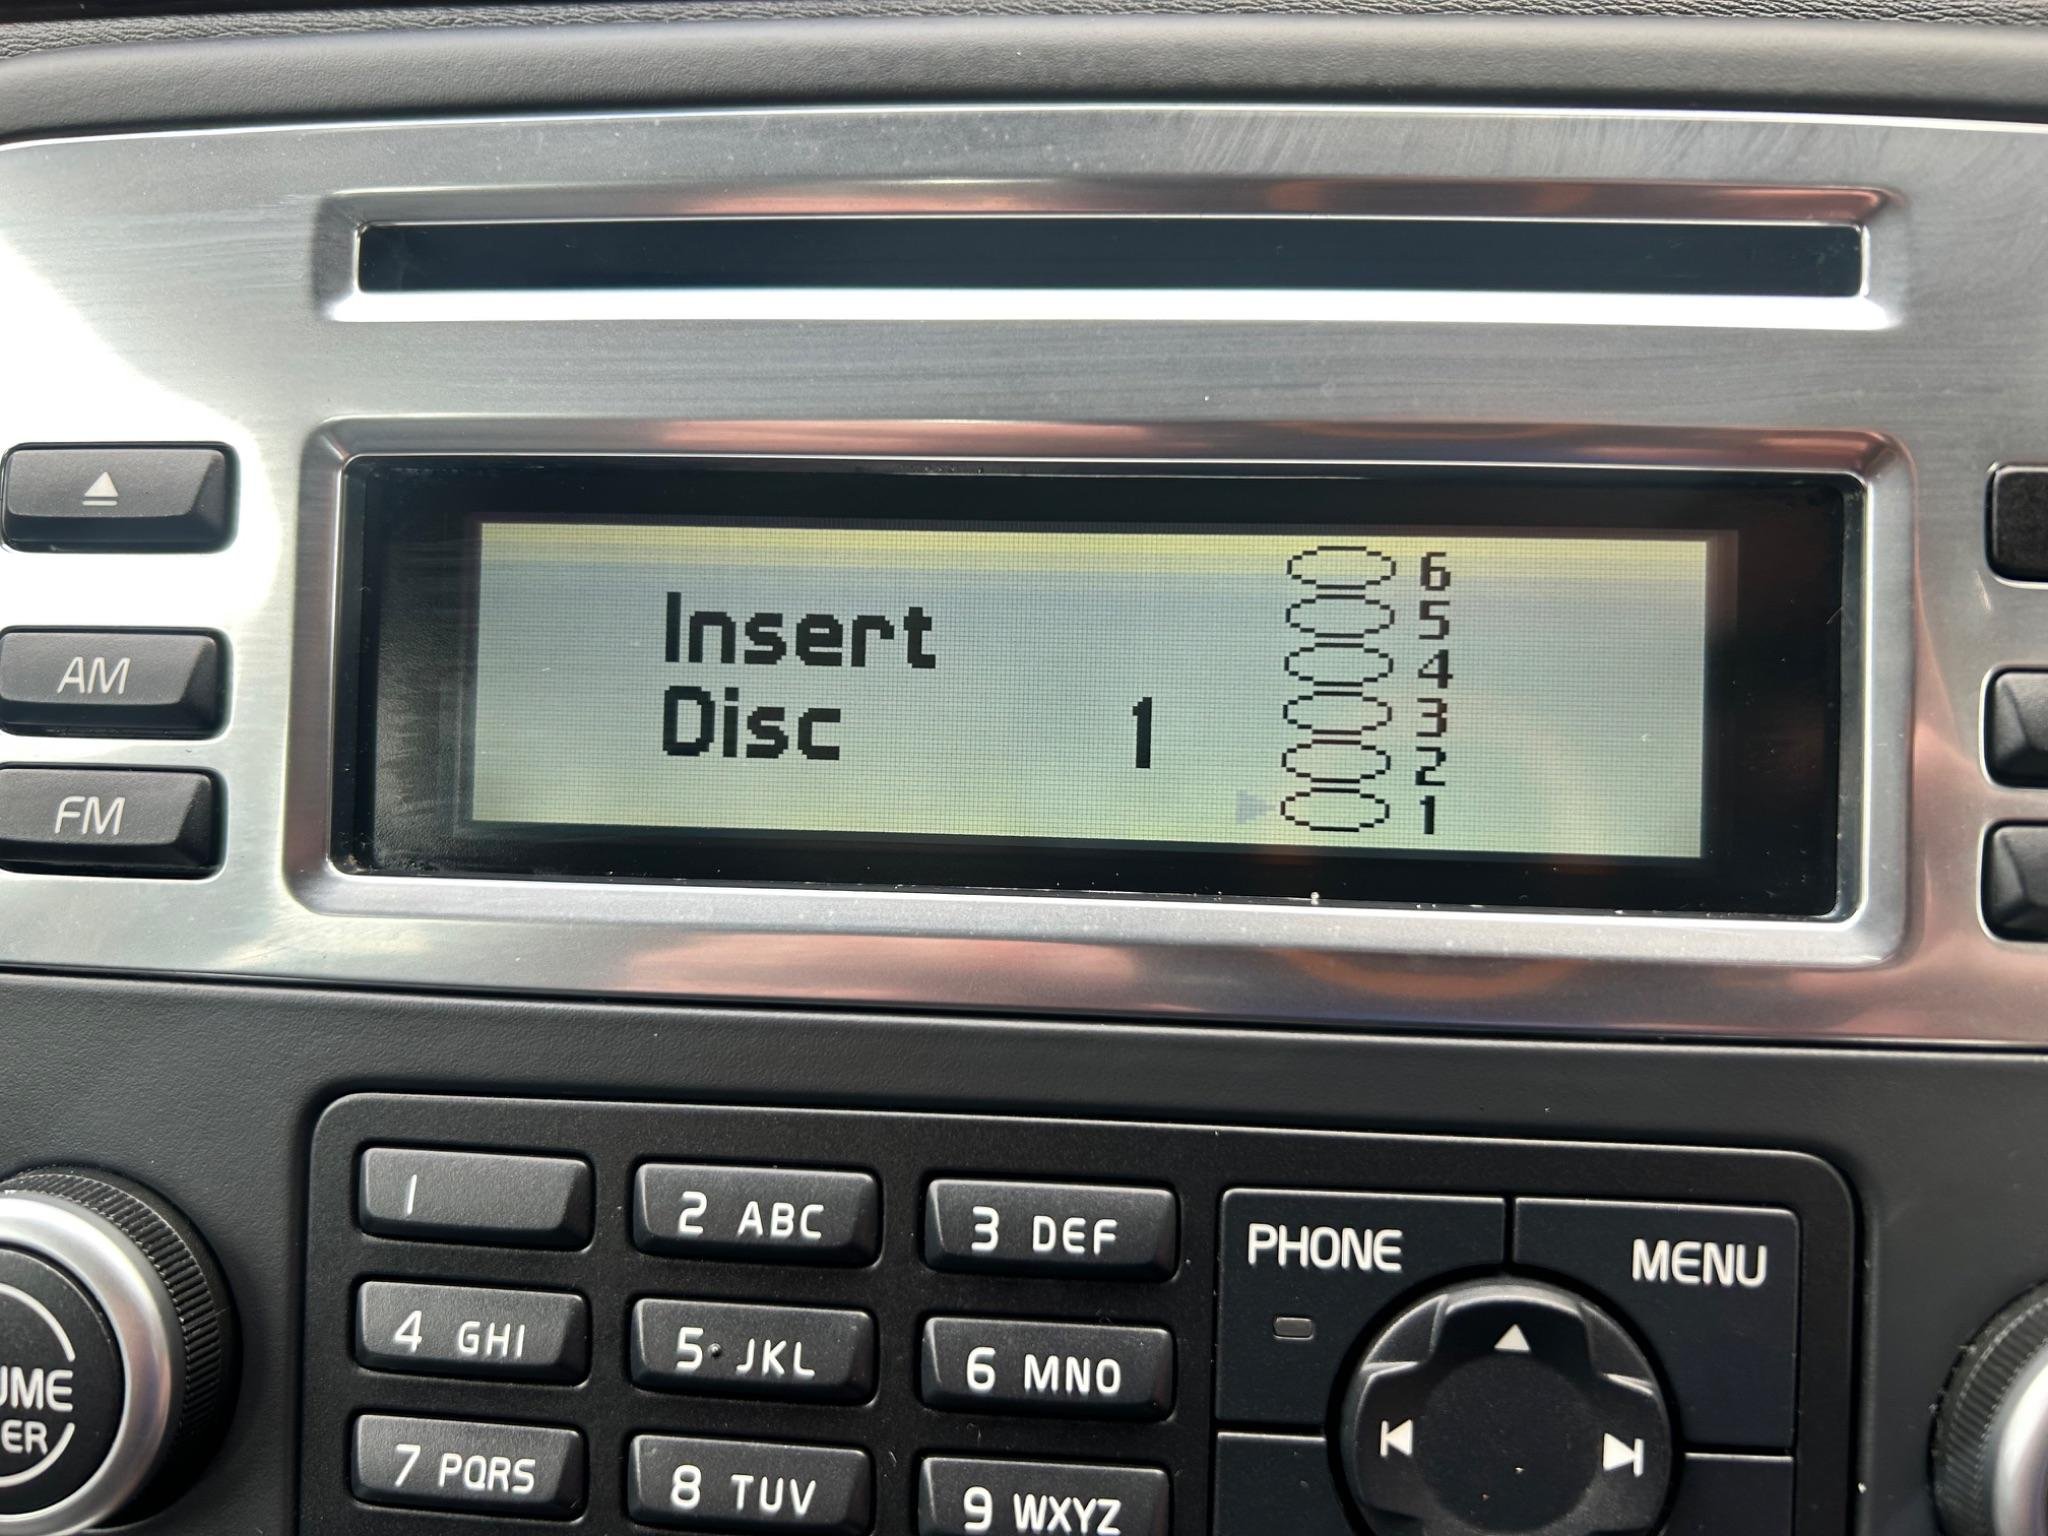 Insert
Disc 1
6
5
4
3
2
1
AM
FM
1
2 ABC
3 DEF
PHONE
MENU
4 GHI
5 JKL
6 MNO
7 PQRS
8 TUV
9 WXYZ